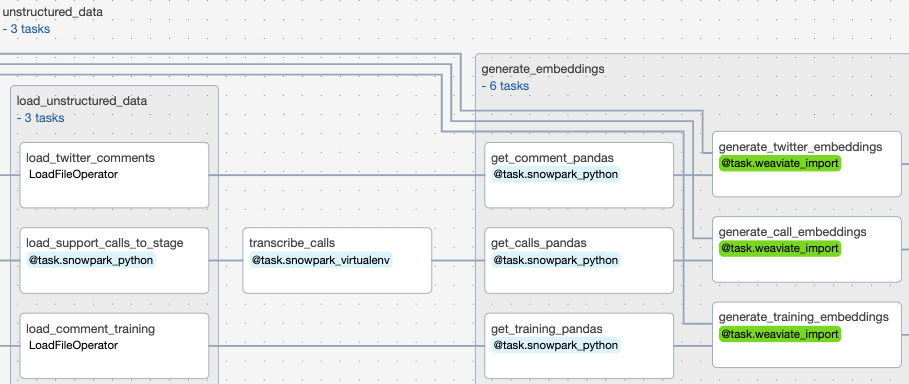 unstructured_data
- 3 tasks
load_unstructured_data
- 3 tasks
load_twitter_comments
LoadFileOperator
load_support_calls_to_stage
@task.snowpark_python
load_comment_training
LoadFileOperator
transcribe_calls
@task.snowpark_virtualenv
generate_embeddings
- 6 tasks
get_comment_pandas
@task.snowpark_python
get_calls_pandas
@task.snowpark_python
get_training_pandas
@task.snowpark_python
generate_twitter_embeddings
@task.weaviate_import
generate_call_embeddings
@task.weaviate_import
generate_training_embeddings
@task.weaviate_import